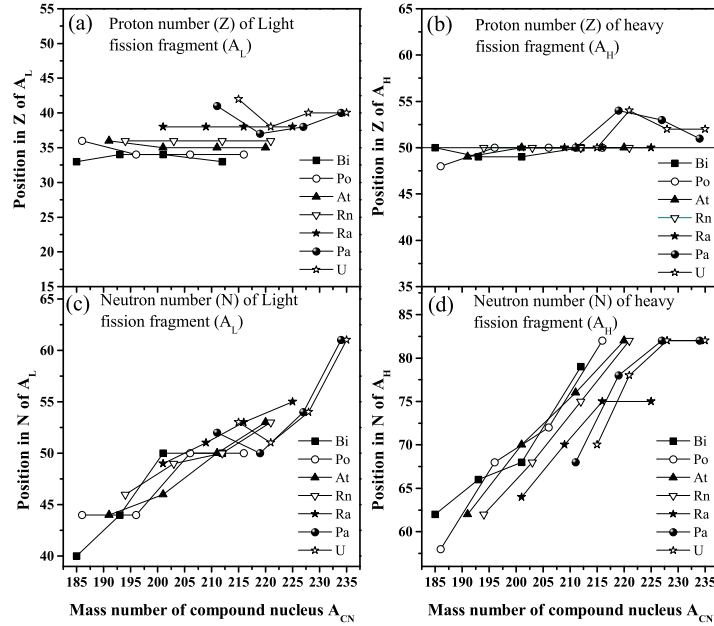 (a) Proton number (Z) of Light
fission fragment (A_L)
Position in Z of A_L
55
50
45
40
35
30
25
20
15
Bi
Po
At
Rn
Ra
Pa
U
(b) Proton number (Z) of heavy
fission fragment (A_H)
Position in Z of A_H
65
60
55
50
45
40
Bi
Po
At
Rn
Ra
Pa
U
(c) Neutron number (N) of Light
fission fragment (A_L)
Position in N of A_L
65
60
55
50
45
40
Bi
Po
At
Rn
Ra
Pa
U
185 190 195 200 205 210 215 220 225 230 235
Mass number of compound nucleus A_CN
(d) Neutron number (N) of heavy
fission fragment (A_H)
Position in N of A_H
85
80
75
70
65
60
Bi
Po
At
Rn
Ra
Pa
U
185 190 195 200 205 210 215 220 225 230 235
Mass number of compound nucleus A_CN